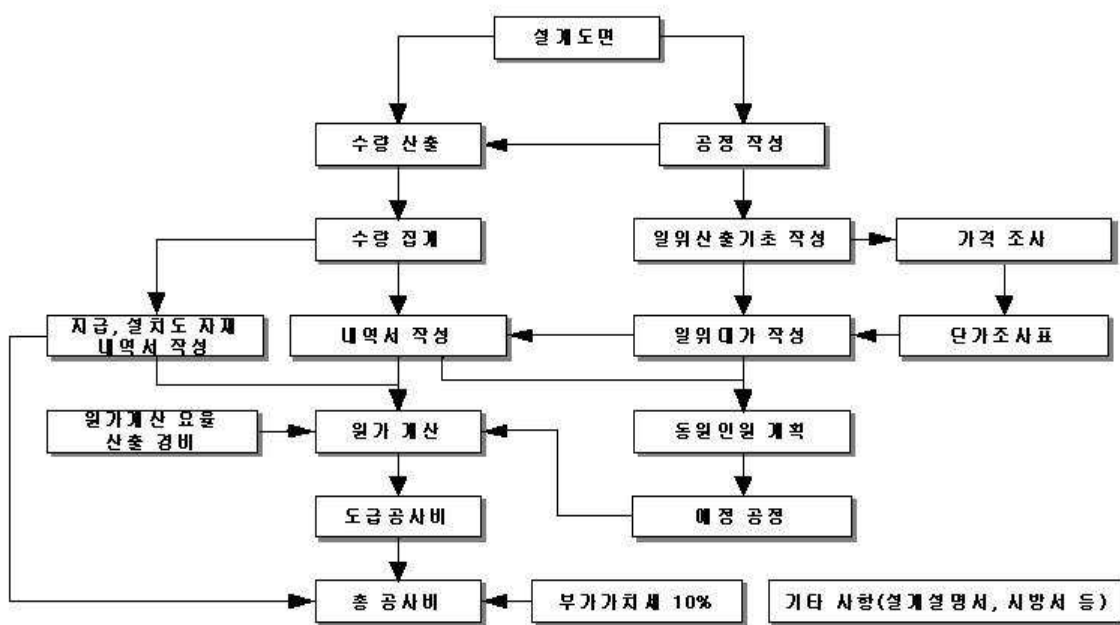 설계도면
수량 산출
공정 작성
수량 집계
일위산출기초 작성
가격 조사
지급, 설치도 자재
내역서 작성
내역서 작성
일위대가 작성
단가조사표
원가계산 요율
산출 경비
원가 계산
동원인원 계획
도급공사비
예정 공정
총 공사비
부가가치세 10%
기타 사항(설계설명서, 시방서 등)